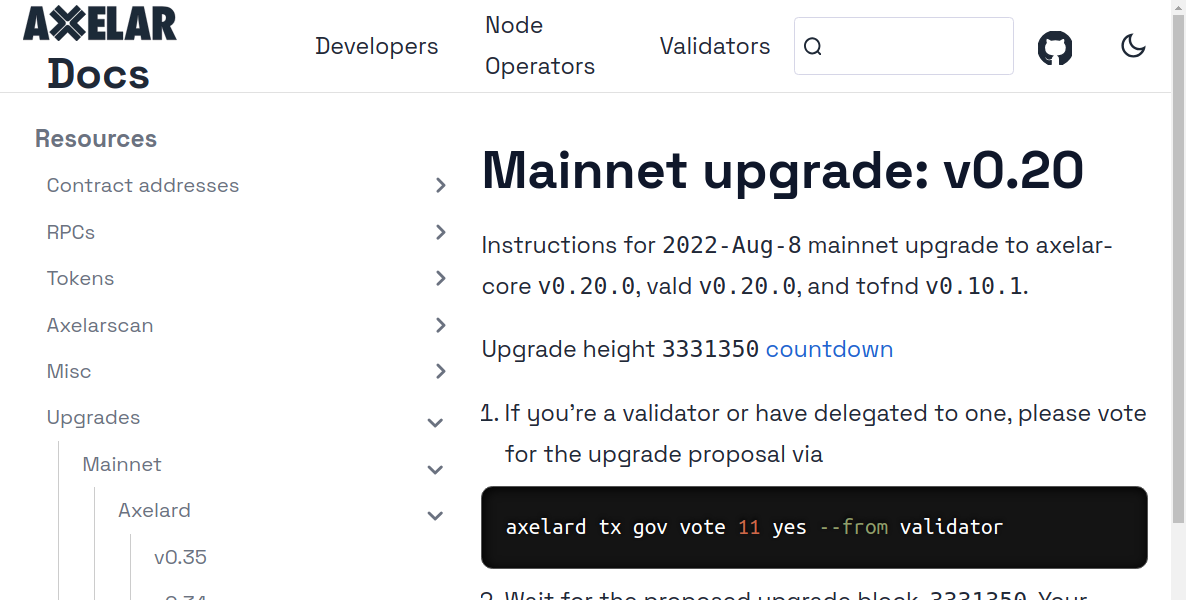 AXELAR
Docs
Developers
Node
Operators
Validators
Resources
Contract addresses
RPCs
Tokens
Axelarscan
Misc
Upgrades
Mainnet
Axelard
v0.35
v0.34
Mainnet upgrade: v0.20
Instructions for 2022-Aug-8 mainnet upgrade to axelar-
core v0.20.0, vald v0.20.0, and tofnd v0.10.1.
Upgrade height 3331350 countdown
1. If you’re a validator or have delegated to one, please vote
for the upgrade proposal via
axelard tx gov vote 11 yes --from validator
2. Wait for the proposed upgrade block, 3331350. Your